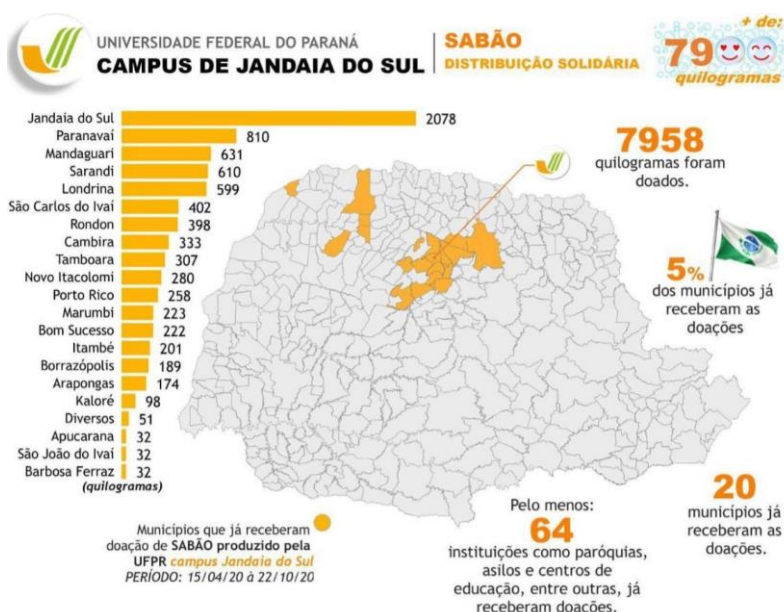 UNIVERSIDADE FEDERAL DO PARANÁ
CAMPUS DE JANDAIA DO SUL
SABÃO
DISTRIBUIÇÃO SOLIDÁRIA
+ de:
79
quilogramas
Jandaia do Sul 2078
Paranavaí 810
Mandaguari 631
Sarandi 610
Londrina 599
São Carlos do Ivaí 402
Rondon 398
Cambira 333
Tamboara 307
Novo Itacolomi 280
Porto Rico 258
Marumbi 223
Bom Sucesso 222
Itambé 201
Borrazópolis 189
Arapongas 174
Kaloré 98
Diversos 51
Apucarana 32
São João do Ivaí 32
Barbosa Ferraz 32
(quilogramas)
7958
quilogramas foram
doados.
5%
dos municípios já
receberam as
doações
20
municípios já
receberam as
doações.
Pelo menos:
64
instituições como paróquias,
asilos e centros de
educação, entre outras, já
receberam doações.
Municípios que já receberam
doação de SABÃO produzido pela
UFPR campus Jandaia do Sul
PERÍODO: 15/04/20 à 22/10/20